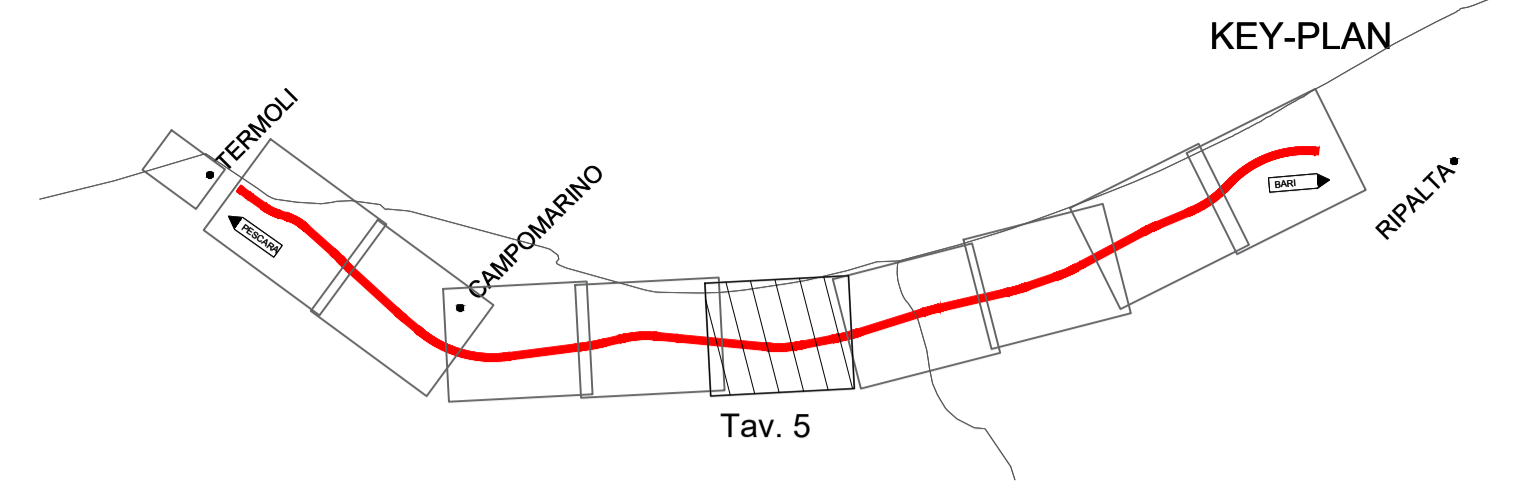 KEY-PLAN
TERMOLI
PESCARA
CAMPOMARINO
BARI
RIPALTA
Tav. 5